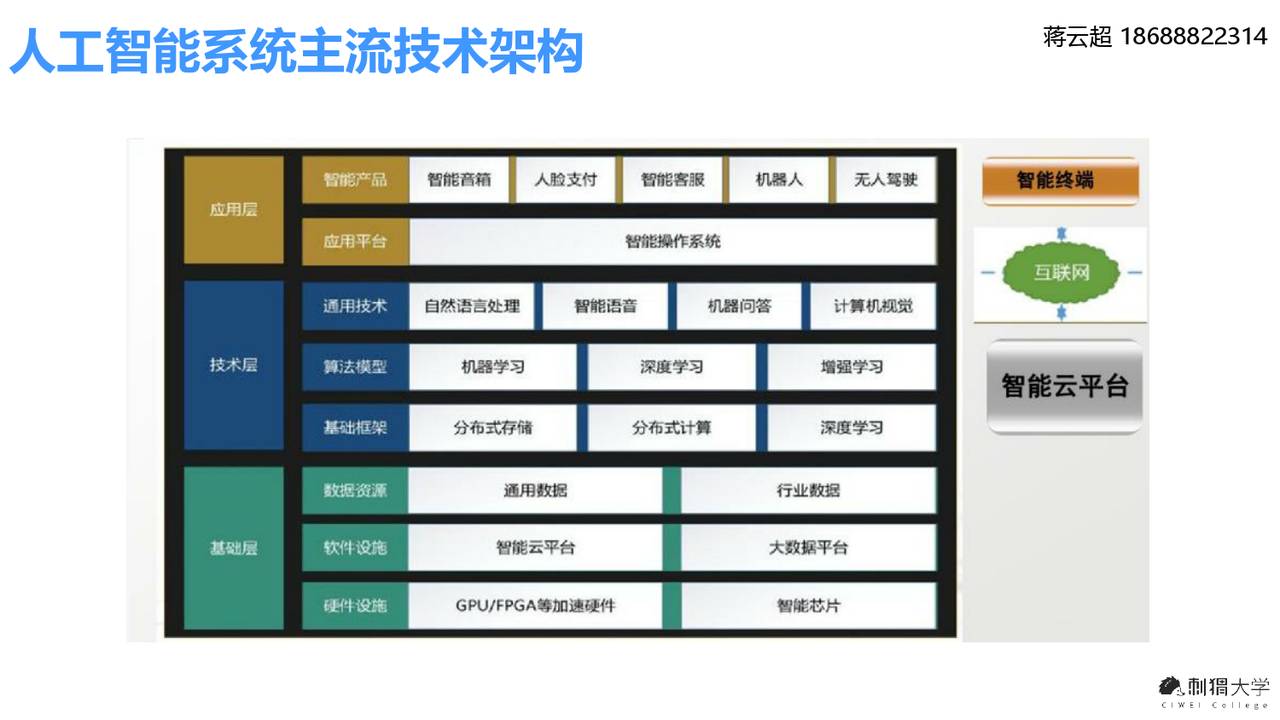 人工智能系统主流技术架构
蒋云超 18688822314
应用层
智能产品 智能音箱 人脸支付 智能客服 机器人 无人驾驶
应用平台 智能操作系统
技术层
通用技术 自然语言处理 智能语音 机器问答 计算机视觉
算法模型 机器学习 深度学习 增强学习
基础框架 分布式存储 分布式计算 深度学习
基础层
数据资源 通用数据 行业数据
软件设施 智能云平台 大数据平台
硬件设施 GPU/FPGA等加速硬件 智能芯片
智能终端
互联网
智能云平台
刺猬大学
CIWEI College